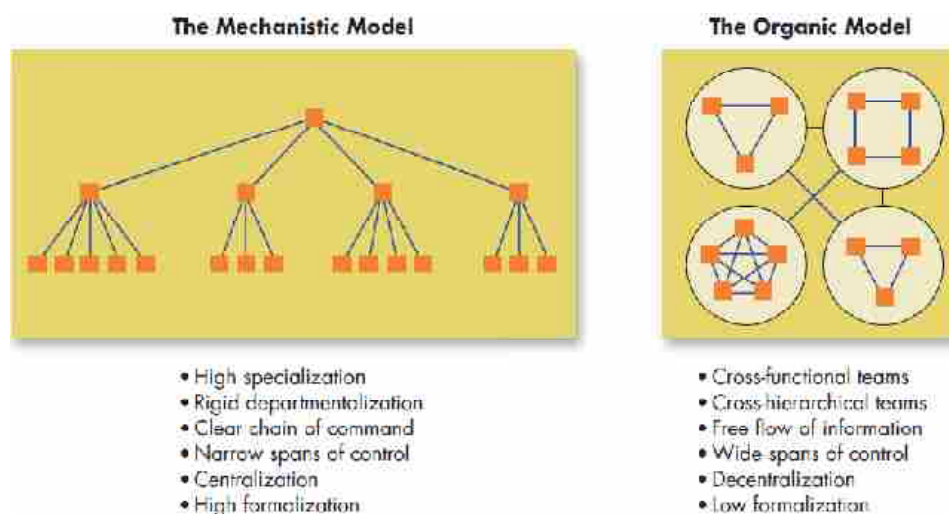 The Mechanistic Model
• High specialization
• Rigid departmentalization
• Clear chain of command
• Narrow spans of control
• Centralization
• High formalization
The Organic Model
• Cross-functional teams
• Cross-hierarchical teams
• Free flow of information
• Wide spans of control
• Decentralization
• Low formalization